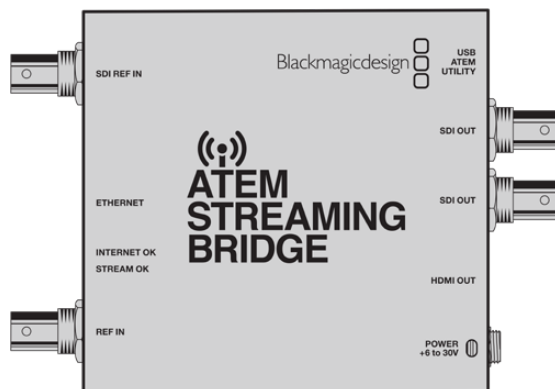 Blackmagicdesign
USB
ATEM
UTILITY
SDI REF IN
SDI OUT
ATEM
STREAMING
BRIDGE
ETHERNET
SDI OUT
INTERNET OK
STREAM OK
HDMI OUT
REF IN
POWER
+6 to 30V